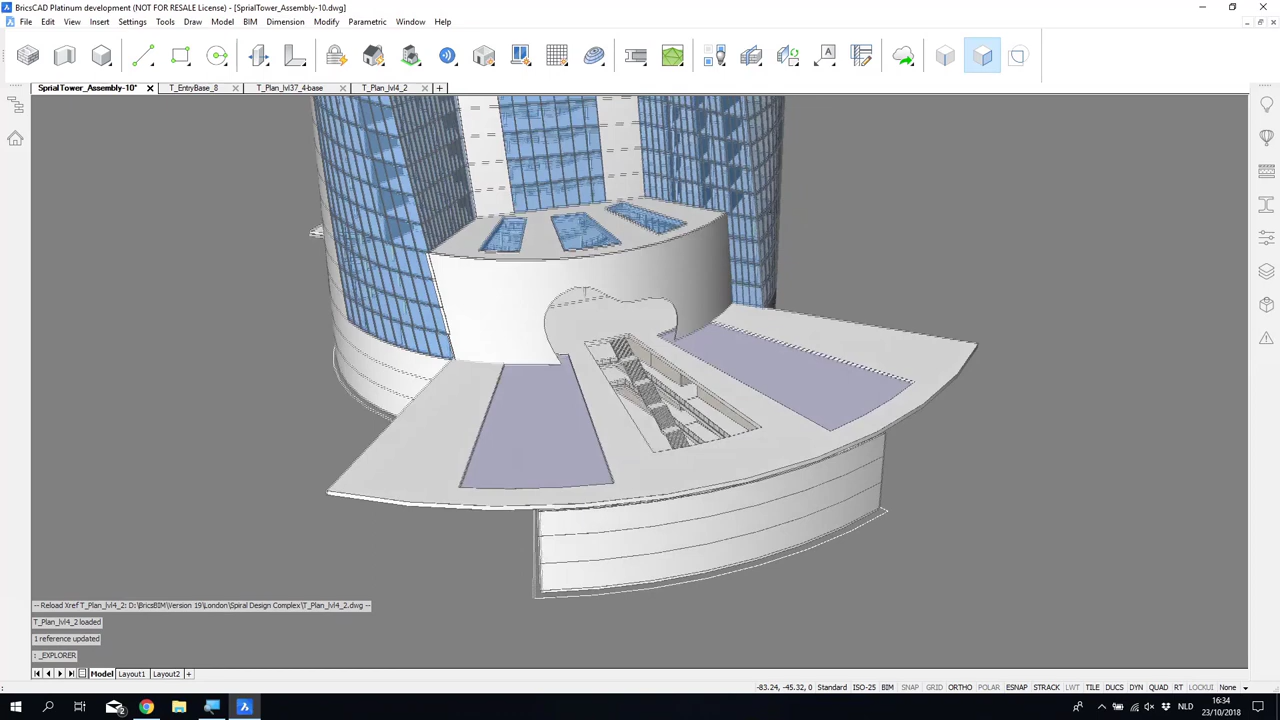 BricsCAD Platinum development (NOT FOR RESALE License) - [SprialTower_Assembly-10.dwg]
File Edit View Insert Settings Tools Draw Model BIM Dimension Modify Parametric Window Help
SprialTower_Assembly-10* T_EntryBase_8 T_Plan_lvl37_4-base T_Plan_lvl4_2
-- Reload Xref T_Plan_lvl4_2: D:\BricsBIM\Version 19\London\Spiral Design Complex\T_Plan_lvl4_2.dwg --
T_Plan_lvl4_2 loaded
1 reference updated
: _EXPLORER
Model Layout1 Layout2
: -83.24, -45.32, 0 Standard ISO-25 BIM SNAP GRID ORTHO POLAR ESNAP STRACK LWT TILE DUCS DYN QUAD RT LOCKUI None
2 NLD 16:34
23/10/2018